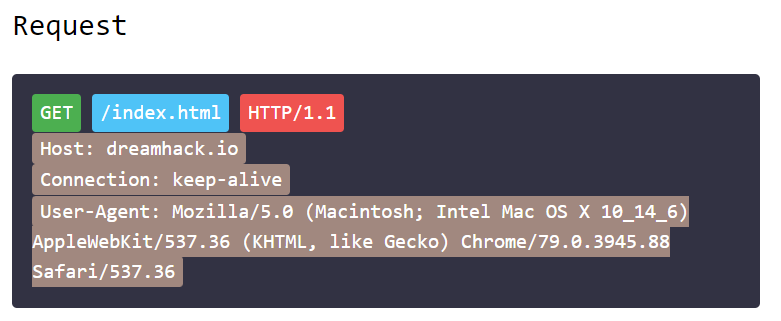 Request
GET /index.html HTTP/1.1
Host: dreamhack.io
Connection: keep-alive
User-Agent: Mozilla/5.0 (Macintosh; Intel Mac OS X 10_14_6)
AppleWebKit/537.36 (KHTML, like Gecko) Chrome/79.0.3945.88
Safari/537.36